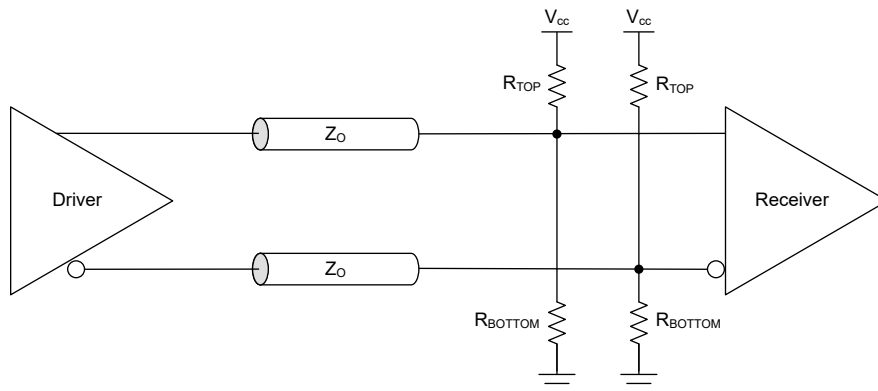 Vcc Vcc
RTOP RTOP
ZO
Driver Receiver
ZO
RBOTTOM RBOTTOM